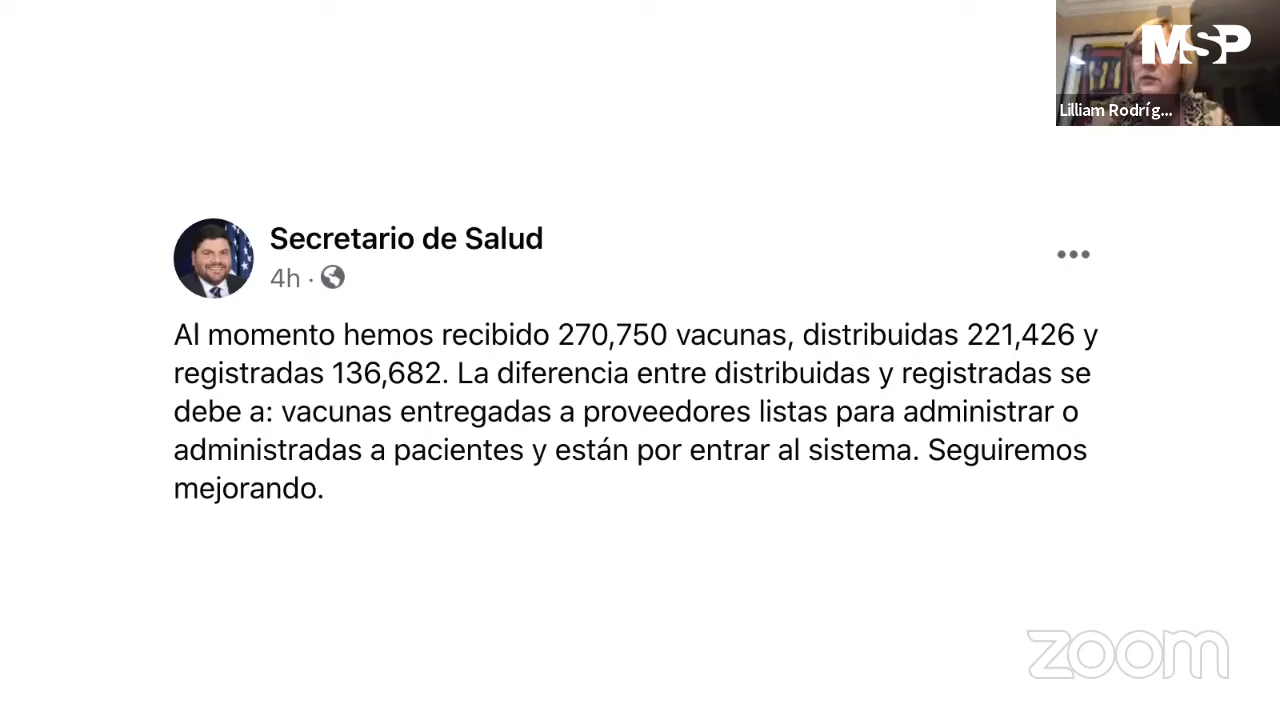 MSP
Lilliam Rodríg...
Secretario de Salud
4h ·
Al momento hemos recibido 270,750 vacunas, distribuidas 221,426 y
registradas 136,682. La diferencia entre distribuidas y registradas se
debe a: vacunas entregadas a proveedores listas para administrar o
administradas a pacientes y están por entrar al sistema. Seguiremos
mejorando.
zoom